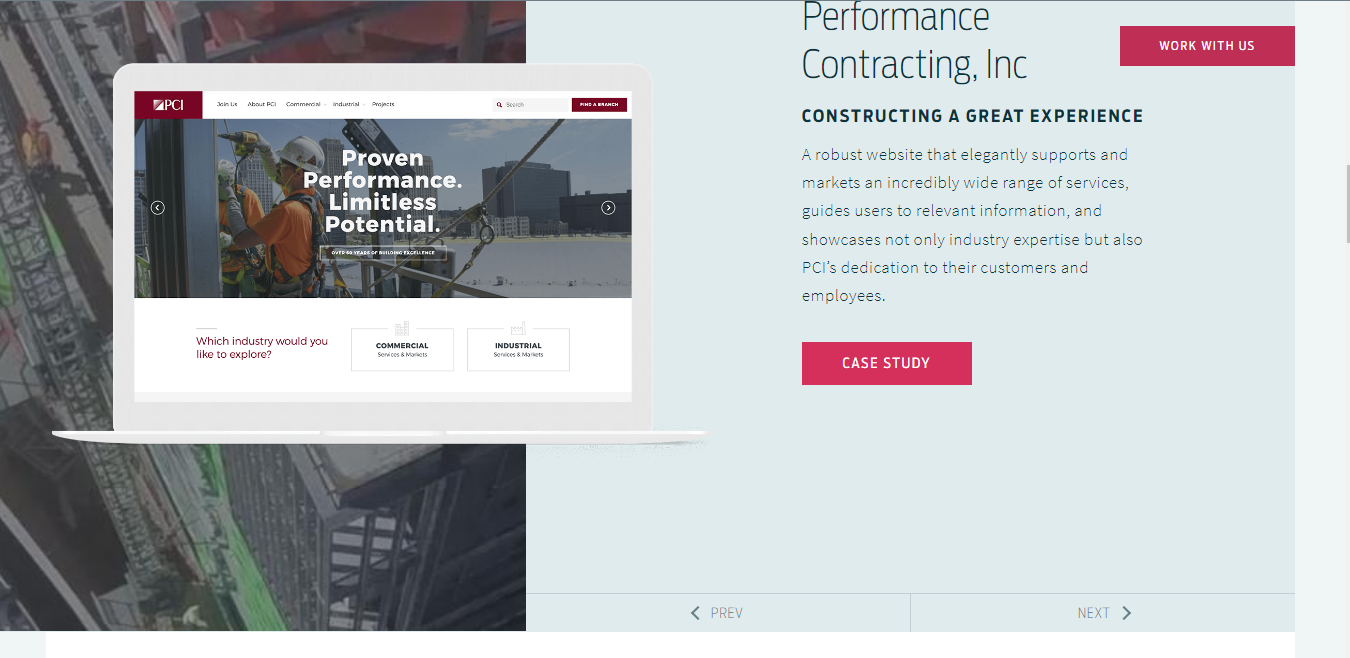 Performance
Contracting, Inc
WORK WITH US
CONSTRUCTING A GREAT EXPERIENCE
A robust website that elegantly supports and
markets an incredibly wide range of services,
guides users to relevant information, and
showcases not only industry expertise but also
PCI’s dedication to their customers and
employees.
CASE STUDY
PCI
Join Us
About PCI
Commercial
Industrial
Projects
Search
FIND A BRANCH
Proven
Performance.
Limitless
Potential.
OVER 60 YEARS OF BUILDING EXCELLENCE
Which industry would you
like to explore?
COMMERCIAL
Services & Markets
INDUSTRIAL
Services & Markets
PREV
NEXT